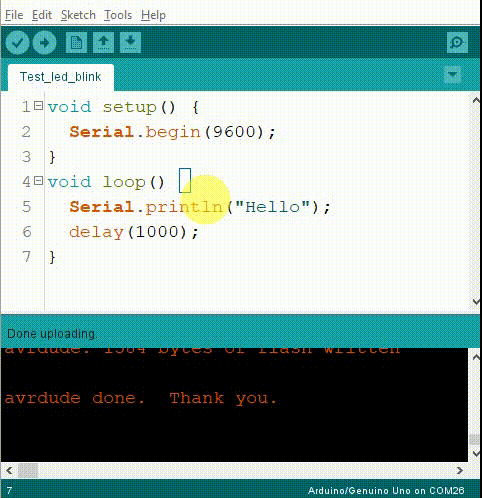 File Edit Sketch Tools Help
Test_led_blink
1 void setup() {
2 Serial.begin(9600);
3 }
4 void loop()
5 Serial.println("Hello");
6 delay(1000);
7 }
Done uploading.
avrdude: 1584 bytes of flash written
avrdude done. Thank you.
7 Arduino/Genuino Uno on COM26